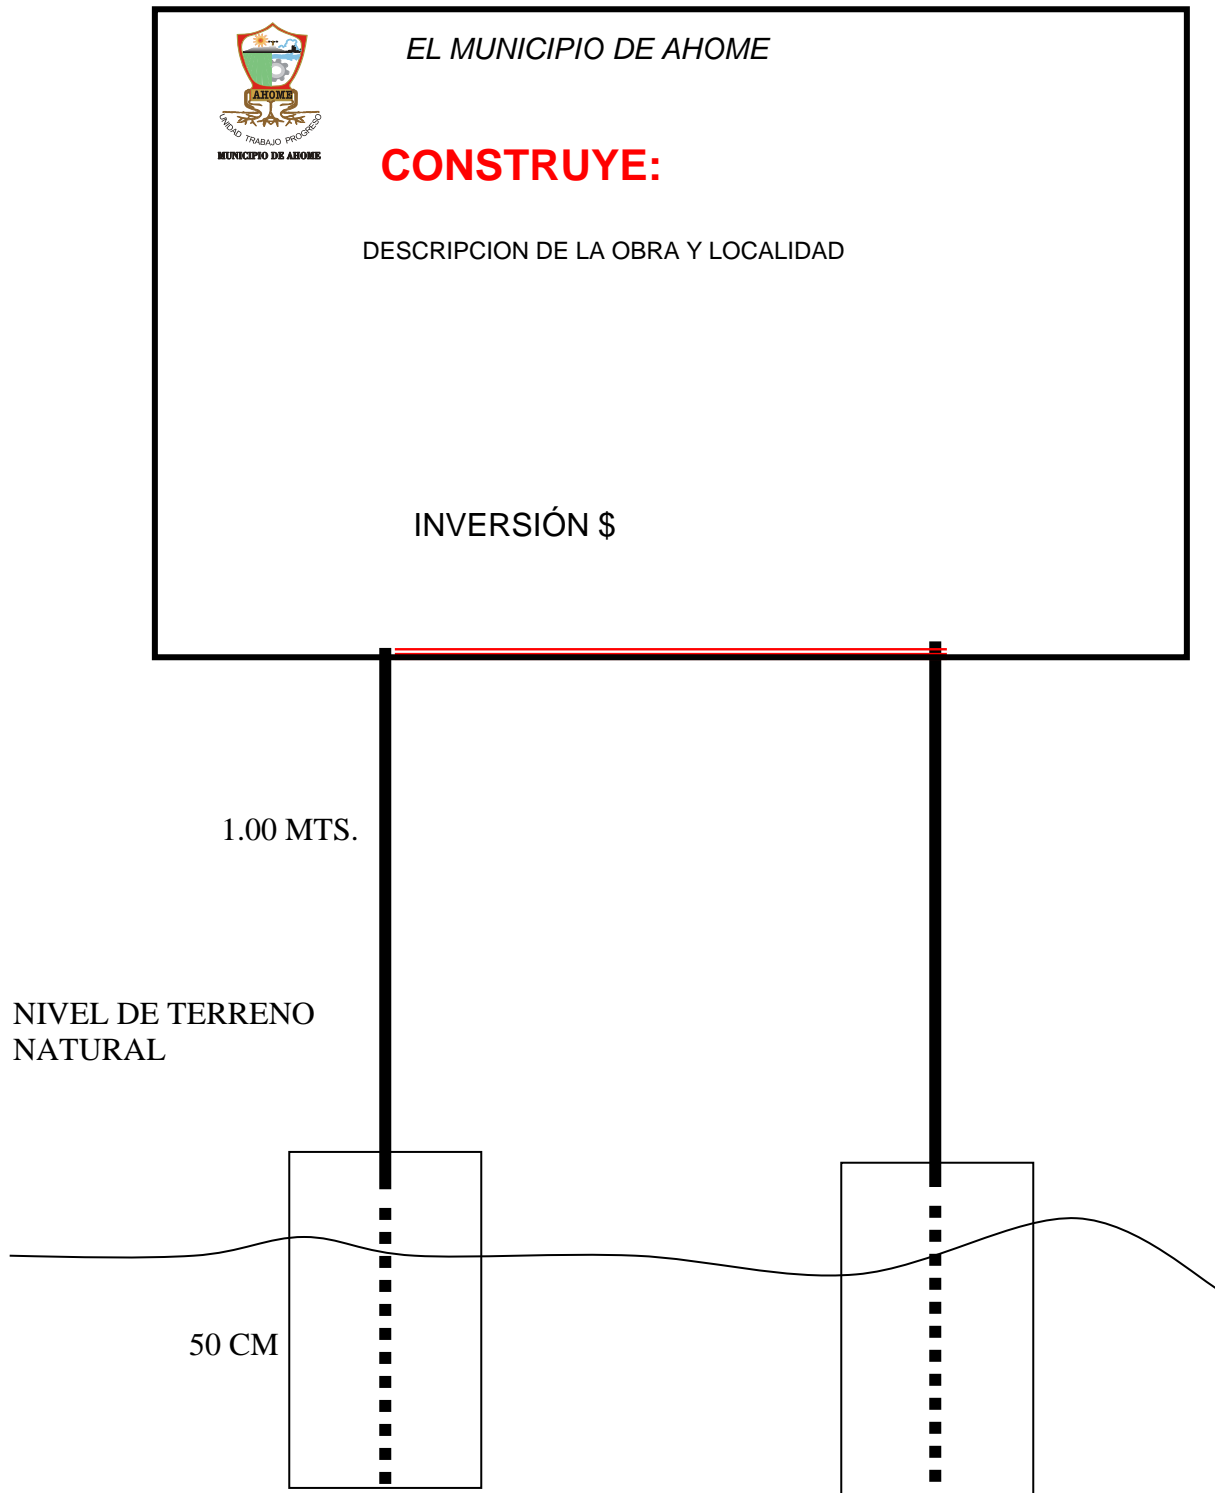 EL MUNICIPIO DE AHOME
AHOME
UNIDAD TRABAJO PROGRESO
MUNICIPIO DE AHOME
CONSTRUYE:
DESCRIPCION DE LA OBRA Y LOCALIDAD
INVERSIÓN $
1.00 MTS.
NIVEL DE TERRENO
NATURAL
50 CM